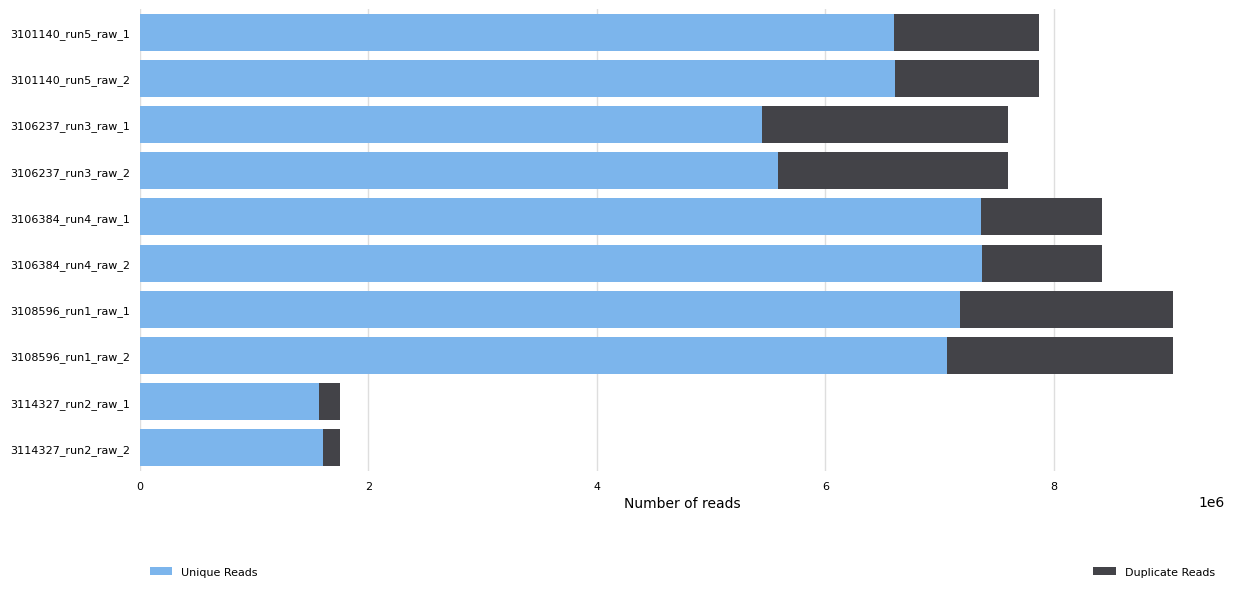 3101140_run5_raw_1
3101140_run5_raw_2
3106237_run3_raw_1
3106237_run3_raw_2
3106384_run4_raw_1
3106384_run4_raw_2
3108596_run1_raw_1
3108596_run1_raw_2
3114327_run2_raw_1
3114327_run2_raw_2
0 2 4 6 8
Number of reads 1e6
Unique Reads Duplicate Reads